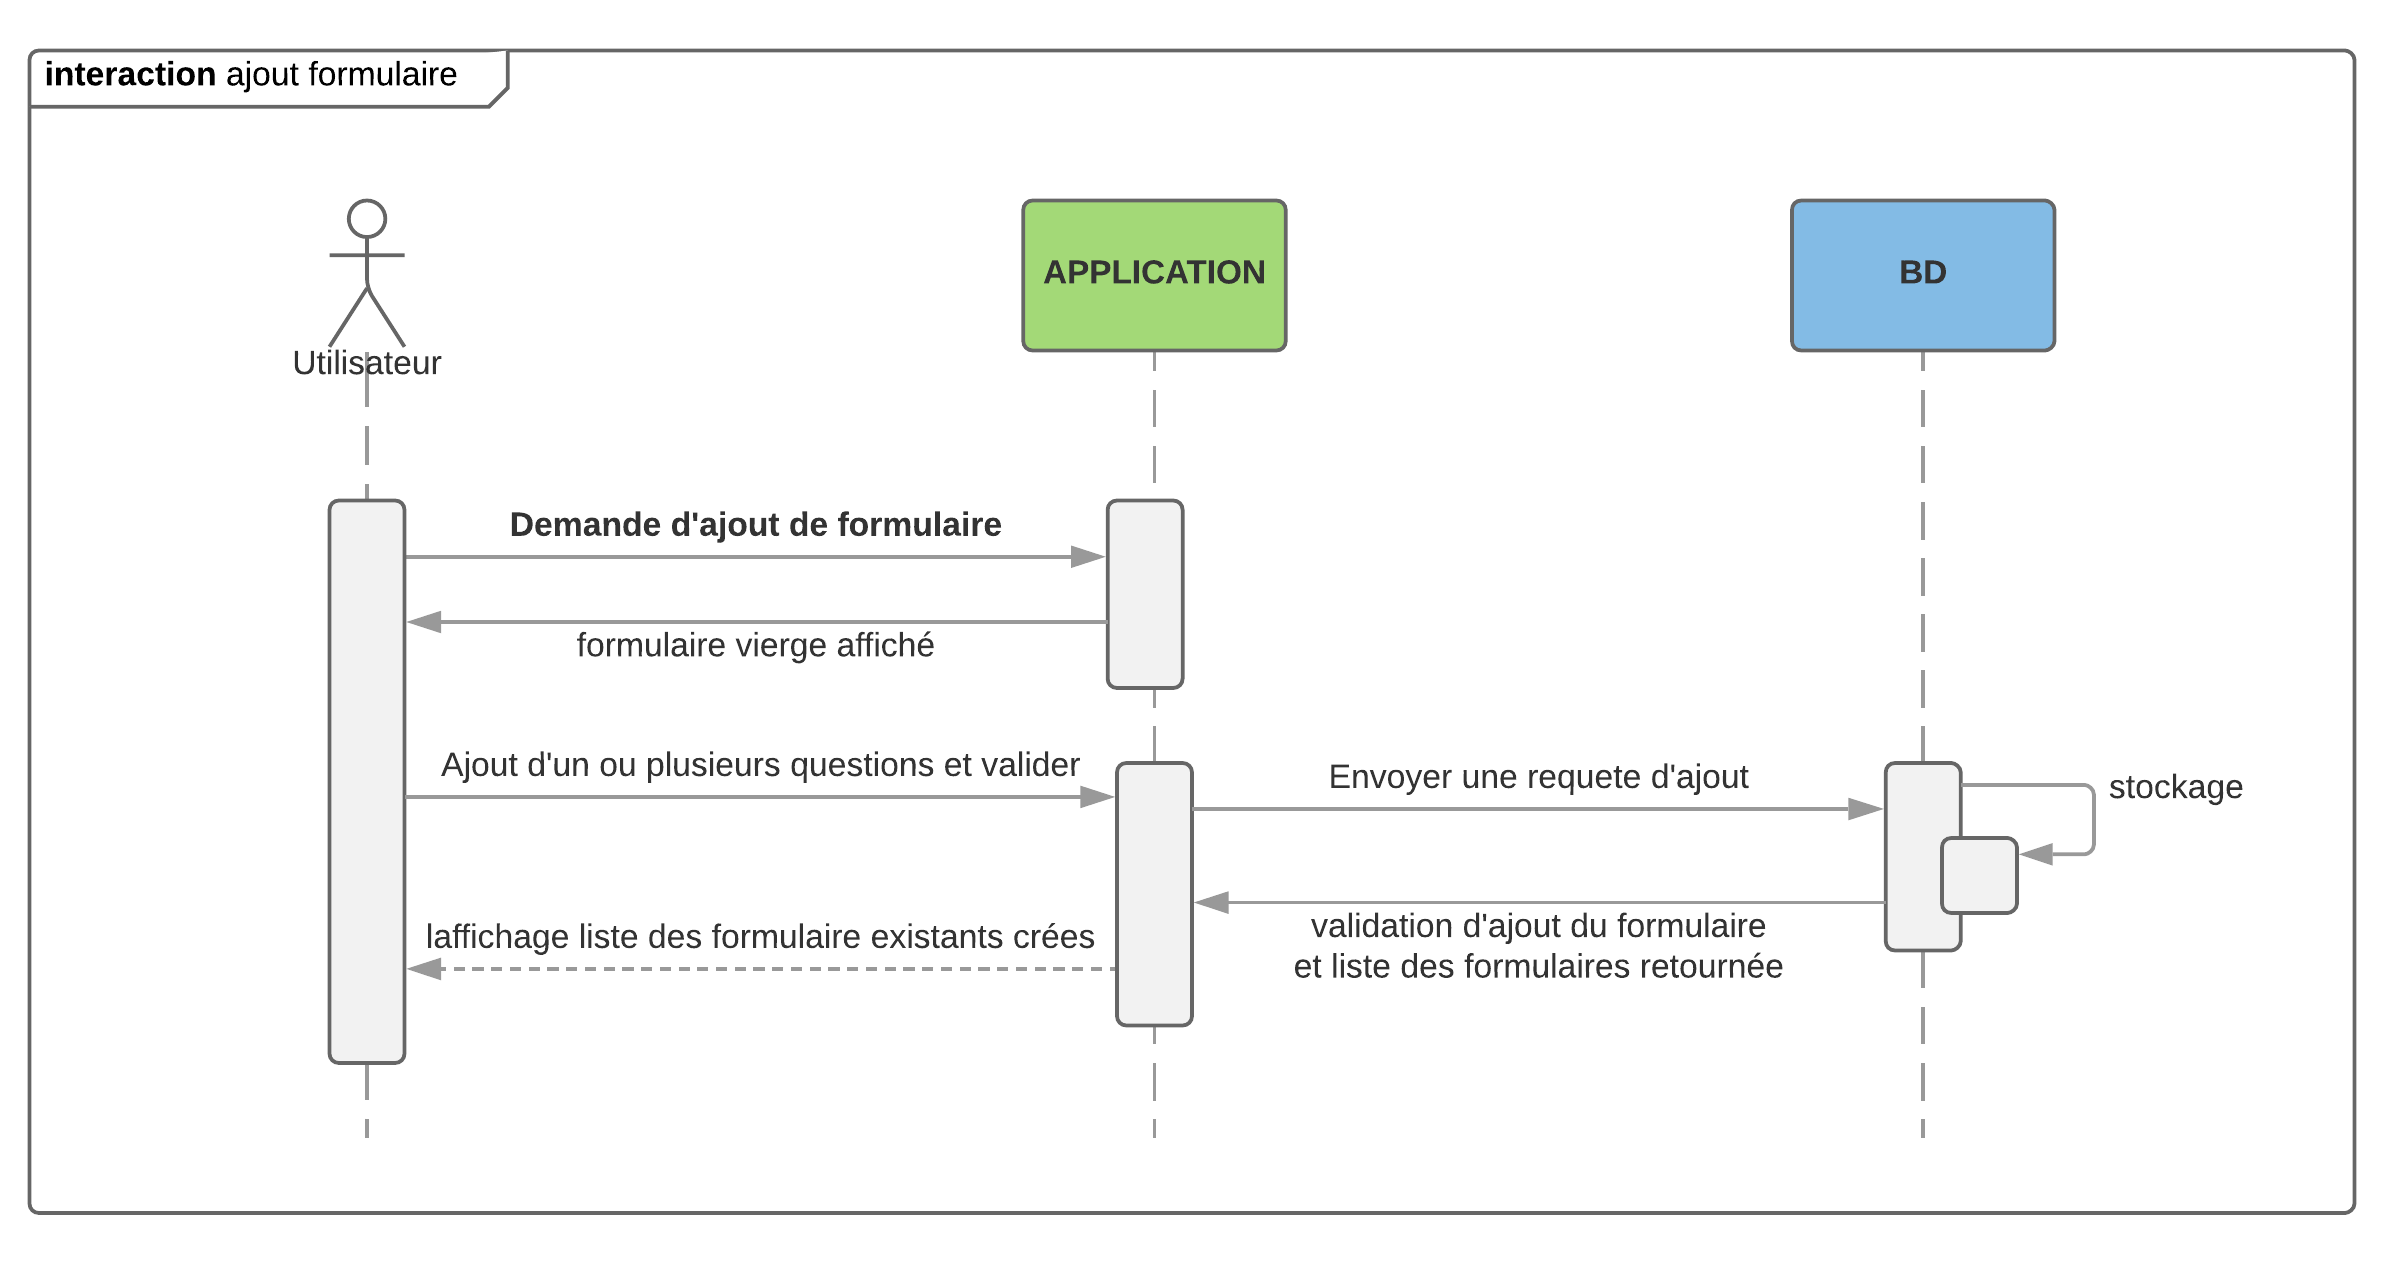 interaction ajout formulaire
APPLICATION
BD
Utilisateur
Demande d'ajout de formulaire
formulaire vierge affiché
Ajout d'un ou plusieurs questions et valider
Envoyer une requete d'ajout
stockage
validation d'ajout du formulaire
et liste des formulaires retournée
laffichage liste des formulaire existants crées